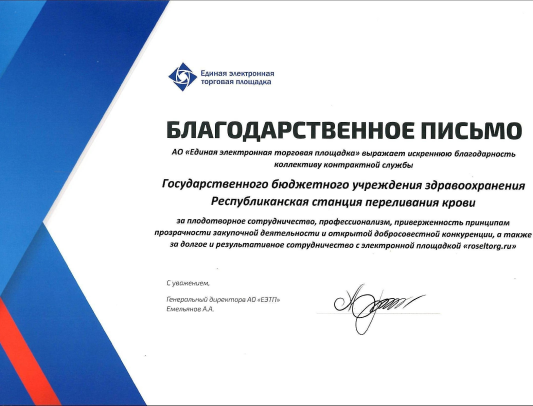 Единая электронная
торговая площадка
БЛАГОДАРСТВЕННОЕ ПИСЬМО
АО «Единая электронная торговая площадка» выражает искреннюю благодарность
коллективу контрактной службы
Государственного бюджетного учреждения здравоохранения
Республиканская станция переливания крови
за плодотворное сотрудничество, профессионализм, приверженность принципам
прозрачности закупочной деятельности и открытой добросовестной конкуренции, а также
за долгое и результативное сотрудничество с электронной площадкой «roseltorg.ru»
С уважением,
Генеральный директора АО «ЕЭТП»
Емельянов А.А.